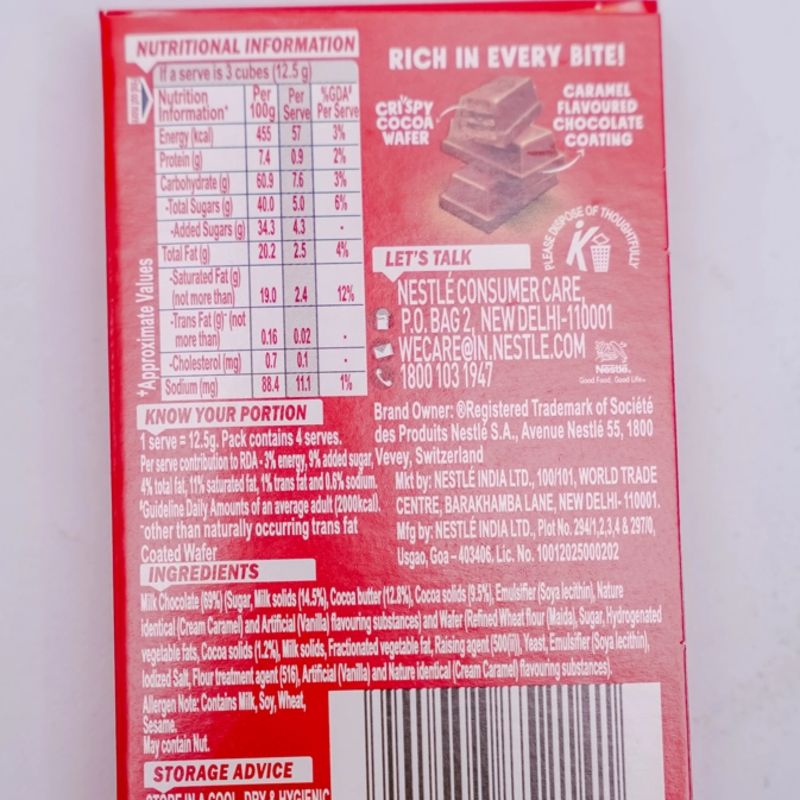 NUTRITIONAL INFORMATION
If a serve is 3 cubes (12.5 g)
Nutrition Information* Per 100g Per Serve %GDA# Per Serve
Energy (kcal) 455 57 3%
Protein (g) 7.4 0.9 2%
Carbohydrate (g) 60.9 7.6 3%
-Total Sugars (g) 40.0 5.0 6%
-Added Sugars (g) 34.3 4.3 -
Total Fat (g) 20.2 2.5 4%
-Saturated Fat (g) (not more than) 19.0 2.4 12%
-Trans Fat (g)~ (not more than) 0.16 0.02 -
-Cholesterol (mg) 0.7 0.1 -
Sodium (mg) 88.4 11.1 1%
*Approximate Values
KNOW YOUR PORTION
1 serve = 12.5g. Pack contains 4 serves.
Per serve contribution to RDA - 3% energy, 9% added sugar,
4% total fat, 11% saturated fat, 1% trans fat and 0.6% sodium.
#Guideline Daily Amounts of an average adult (2000kcal).
~other than naturally occurring trans fat
Coated Wafer
RICH IN EVERY BITE!
CRISPY
COCOA
WAFER
CARAMEL
FLAVOURED
CHOCOLATE
COATING
PLEASE DISPOSE OF THOUGHTFULLY
LET'S TALK
NESTLÉ CONSUMER CARE,
P.O. BAG 2, NEW DELHI-110001
WECARE@IN.NESTLE.COM
1800 103 1947
Nestlé
Good Food, Good Life
Brand Owner: ®Registered Trademark of Société
des Produits Nestlé S.A., Avenue Nestlé 55, 1800
Vevey, Switzerland
Mkt by: NESTLÉ INDIA LTD., 100/101, WORLD TRADE
CENTRE, BARAKHAMBA LANE, NEW DELHI- 110001.
Mfg by: NESTLÉ INDIA LTD., Plot No. 294/1,2,3,4 & 297/0,
Usgao, Goa – 403406, Lic. No. 10012025000202
INGREDIENTS
Milk Chocolate (69%) (Sugar, Milk solids (14.5%), Cocoa butter (12.8%), Cocoa solids (9.5%), Emulsifier (Soya lecithin), Nature
identical (Cream Caramel) and Artificial (Vanilla) flavouring substances) and Wafer (Refined Wheat flour (Maida), Sugar, Hydrogenated
vegetable fats, Cocoa solids (1.2%), Milk solids, Fractionated vegetable fat, Raising agent (500(ii)), Yeast, Emulsifier (Soya lecithin),
Iodized Salt, Flour treatment agent (516), Artificial (Vanilla) and Nature identical (Cream Caramel) flavouring substances).
Allergen Note: Contains Milk, Soy, Wheat,
Sesame.
May contain Nut.
STORAGE ADVICE
STORE IN A COOL, DRY & HYGIENIC